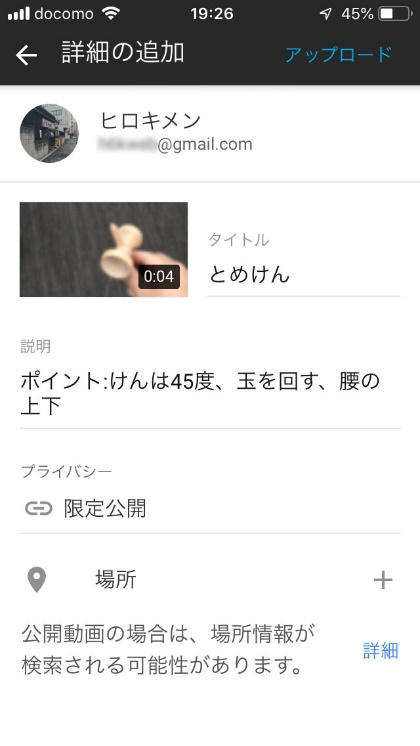 docomo 19:26 45%
詳細の追加 アップロード
ヒロキメン
@gmail.com
タイトル
とめけん
0:04
説明
ポイント:けんは45度、玉を回す、腰の
上下
プライバシー
限定公開
場所
公開動画の場合は、場所情報が
検索される可能性があります。
詳細